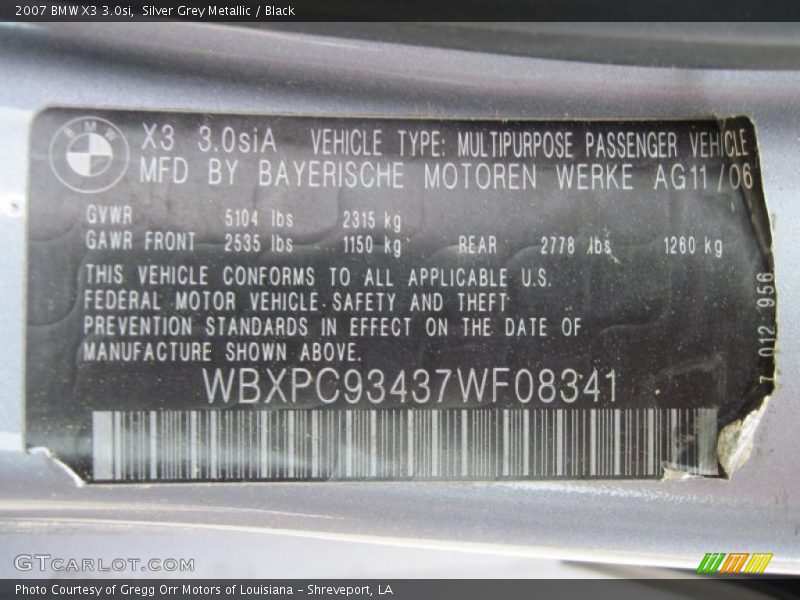 2007 BMW X3 3.0si, Silver Grey Metallic / Black
BMW
X3 3.0siA VEHICLE TYPE: MULTIPURPOSE PASSENGER VEHICLE
MFD BY BAYERISCHE MOTOREN WERKE AG11/06
GVWR 5104 lbs 2315 kg
GAWR FRONT 2535 lbs 1150 kg REAR 2778 lbs 1260 kg
THIS VEHICLE CONFORMS TO ALL APPLICABLE U.S.
FEDERAL MOTOR VEHICLE SAFETY AND THEFT
PREVENTION STANDARDS IN EFFECT ON THE DATE OF
MANUFACTURE SHOWN ABOVE.
7 012 956
WBXPC93437WF08341
GTCARLOT.COM
Photo Courtesy of Gregg Orr Motors of Louisiana - Shreveport, LA